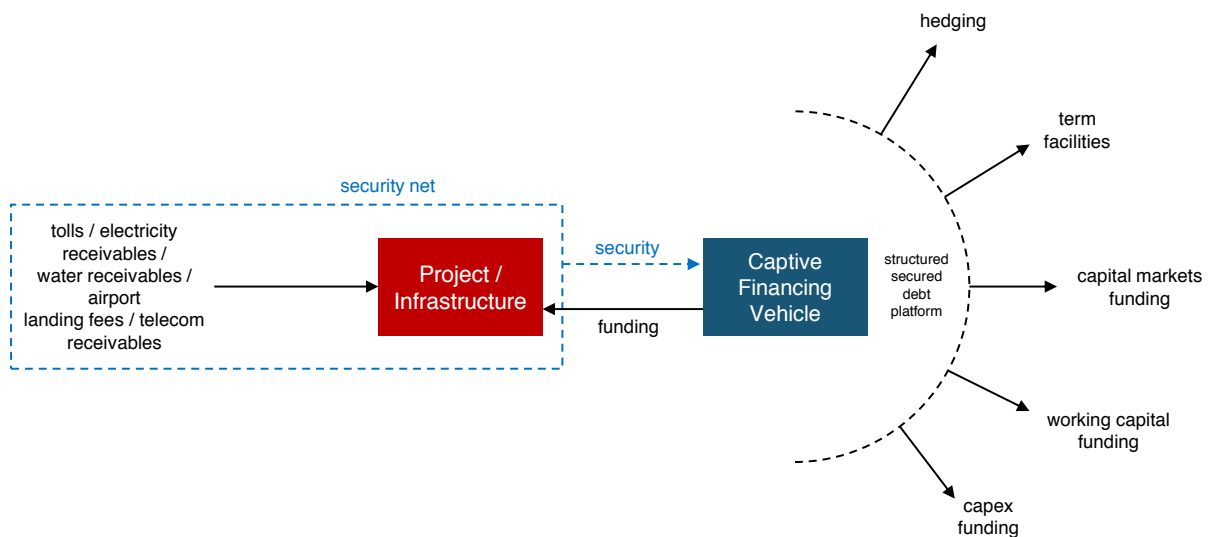 hedging
term
facilities
security net
tolls / electricity
receivables /
water receivables /
airport
landing fees / telecom
receivables
Project /
Infrastructure
security
funding
Captive
Financing
Vehicle
structured
secured
debt
platform
capital markets
funding
working capital
funding
capex
funding